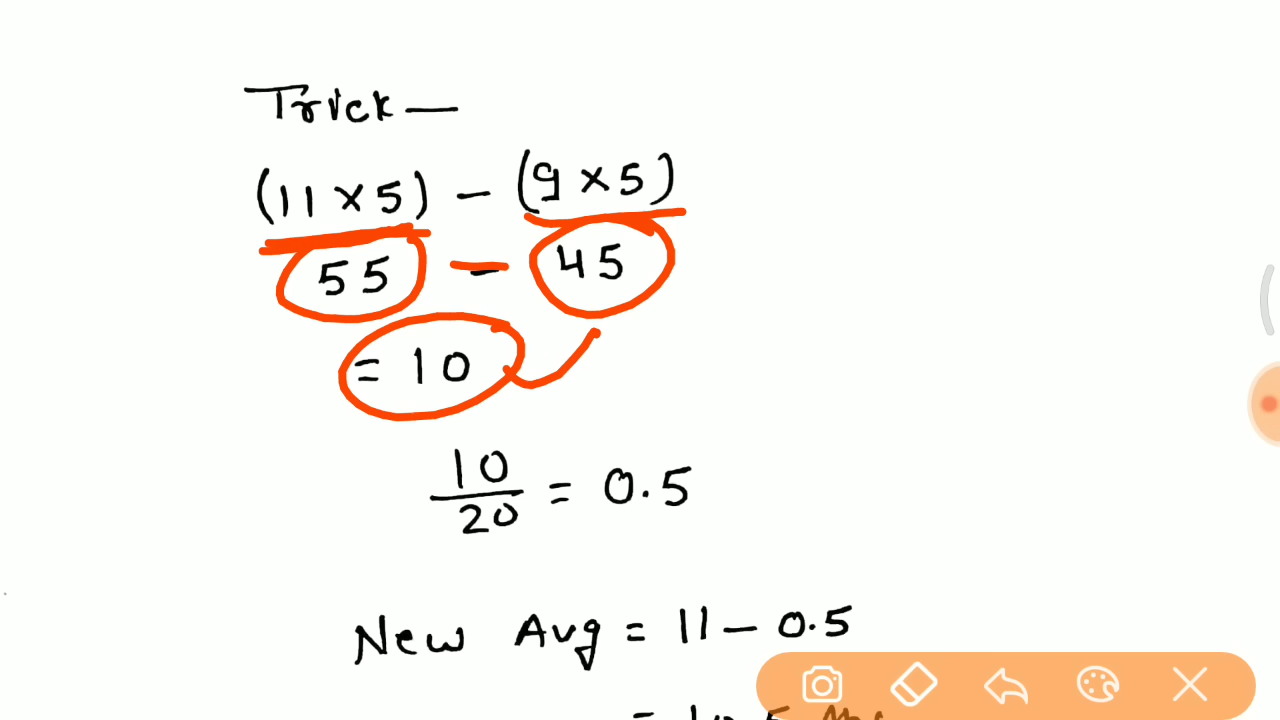 Trick —
(11 × 5) - (9 × 5)
55 - 45
= 10
10
20 = 0.5
New Avg = 11 - 0.5